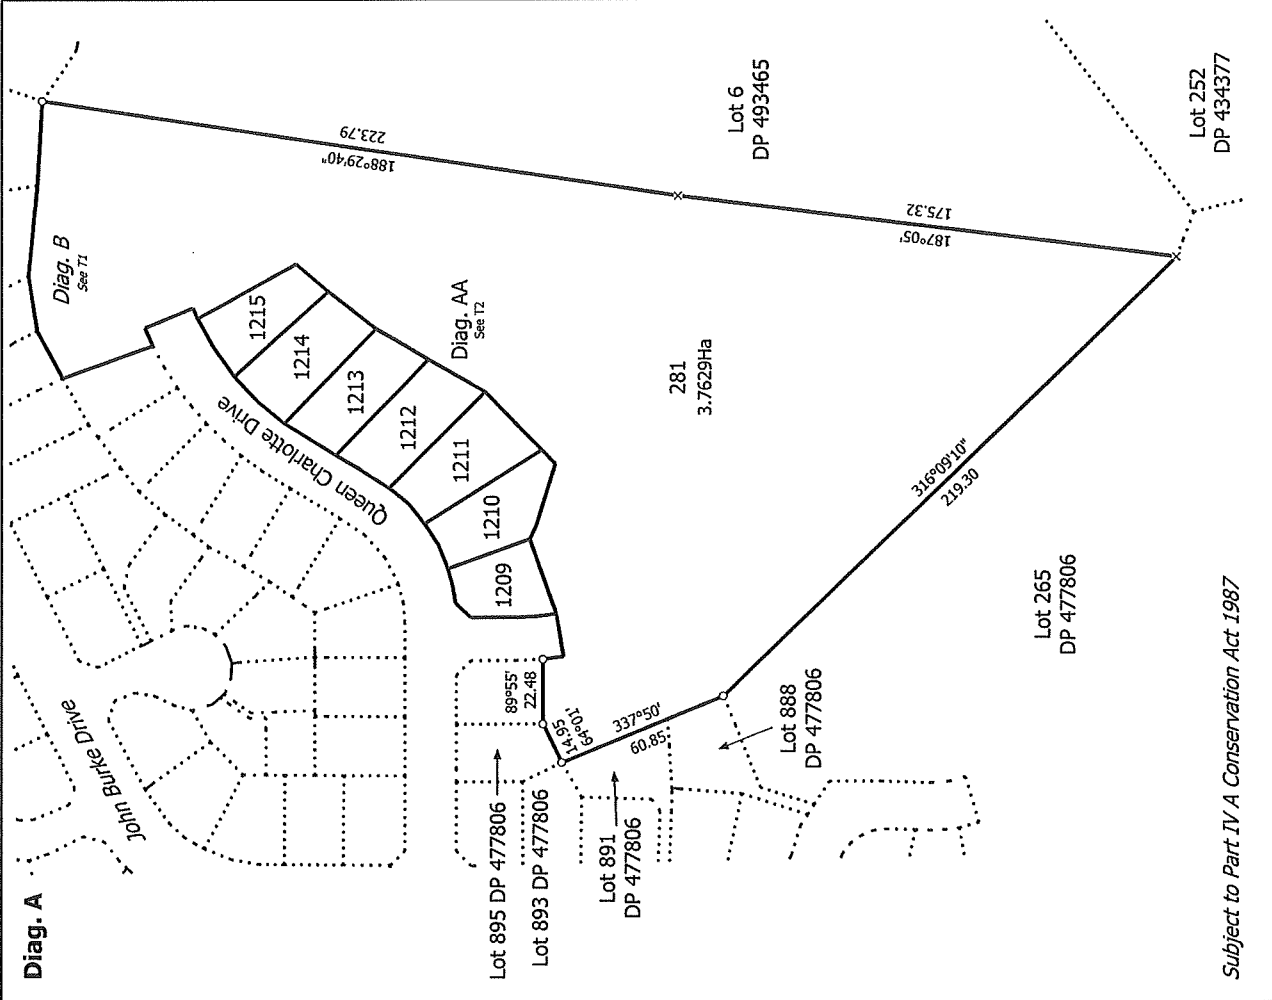 Diag. A
John Burke Drive
Queen Charlotte Drive
Diag. B
See T1
1215
1214
1213
1212
1211
1210
1209
Diag. AA
See T2
281
3.7629Ha
188°29'40"
223.79
187°05'
175.32
316°09'10"
219.30
337°50'
60.85
64°01'
14.95
89°55'
22.48
Lot 6
DP 493465
Lot 252
DP 434377
Lot 265
DP 477806
Lot 888
DP 477806
Lot 891
DP 477806
Lot 893 DP 477806
Lot 895 DP 477806
Subject to Part IV A Conservation Act 1987